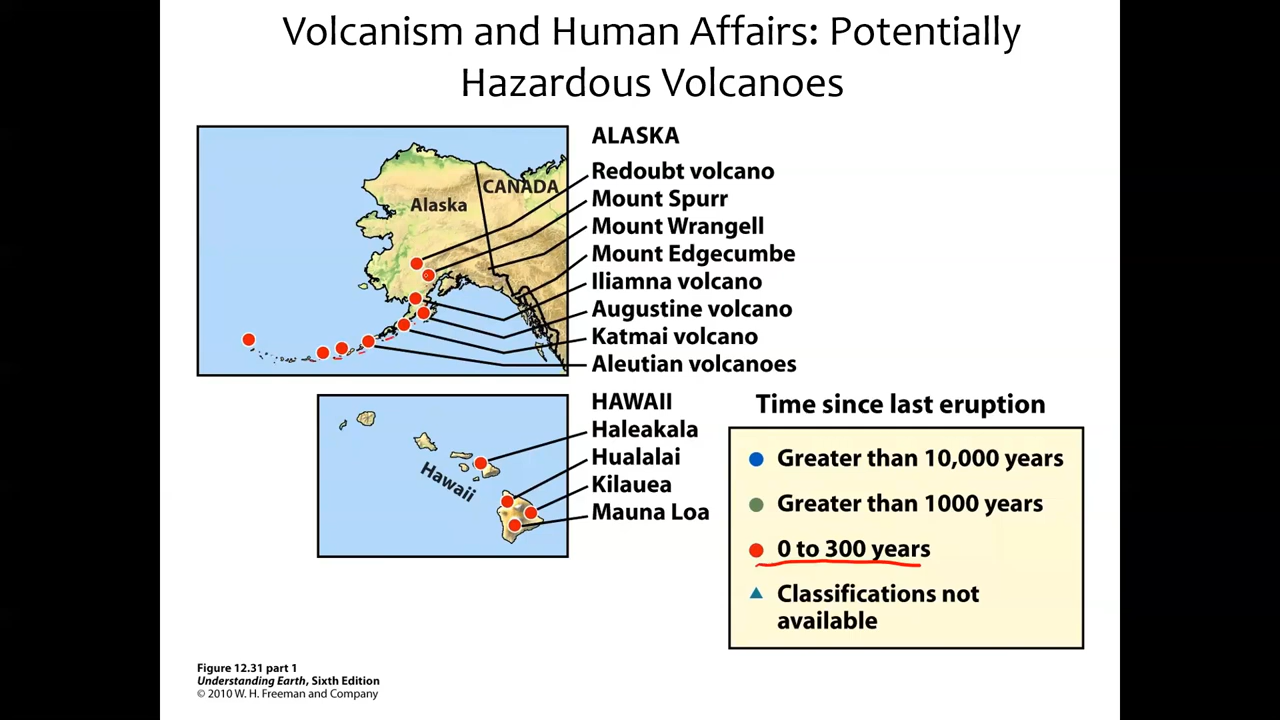 Volcanism and Human Affairs: Potentially
Hazardous Volcanoes
ALASKA
Redoubt volcano
Mount Spurr
Mount Wrangell
Mount Edgecumbe
Iliamna volcano
Augustine volcano
Katmai volcano
Aleutian volcanoes
CANADA
Alaska
HAWAII
Haleakala
Hualalai
Kilauea
Mauna Loa
Hawaii
Time since last eruption
Greater than 10,000 years
Greater than 1000 years
0 to 300 years
Classifications not
available
Figure 12.31 part 1
Understanding Earth, Sixth Edition
© 2010 W. H. Freeman and Company